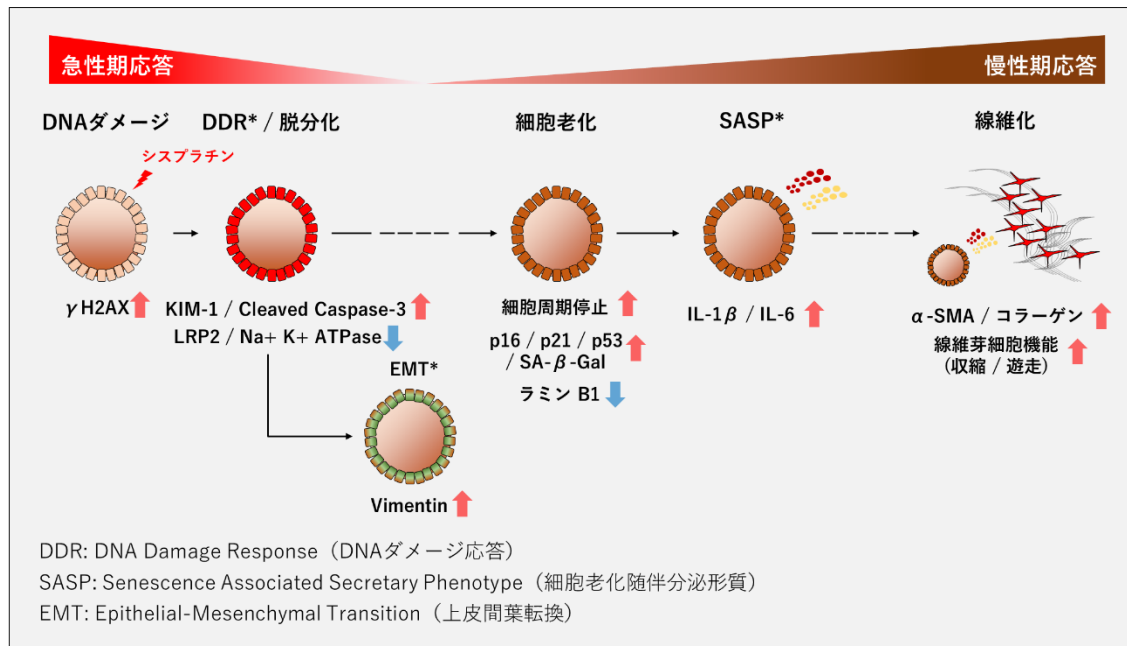 急性期応答
慢性期応答
DNAダメージ
DDR* / 脱分化
細胞老化
SASP*
線維化
シスプラチン
γH2AX
KIM-1 / Cleaved Caspase-3
LRP2 / Na+ K+ ATPase
EMT*
Vimentin
細胞周期停止
p16 / p21 / p53
/ SA-β-Gal
ラミン B1
IL-1β / IL-6
α-SMA / コラーゲン
線維芽細胞機能
(収縮 / 遊走)
DDR: DNA Damage Response（DNAダメージ応答）
SASP: Senescence Associated Secretary Phenotype（細胞老化随伴分泌形質）
EMT: Epithelial-Mesenchymal Transition（上皮間葉転換）